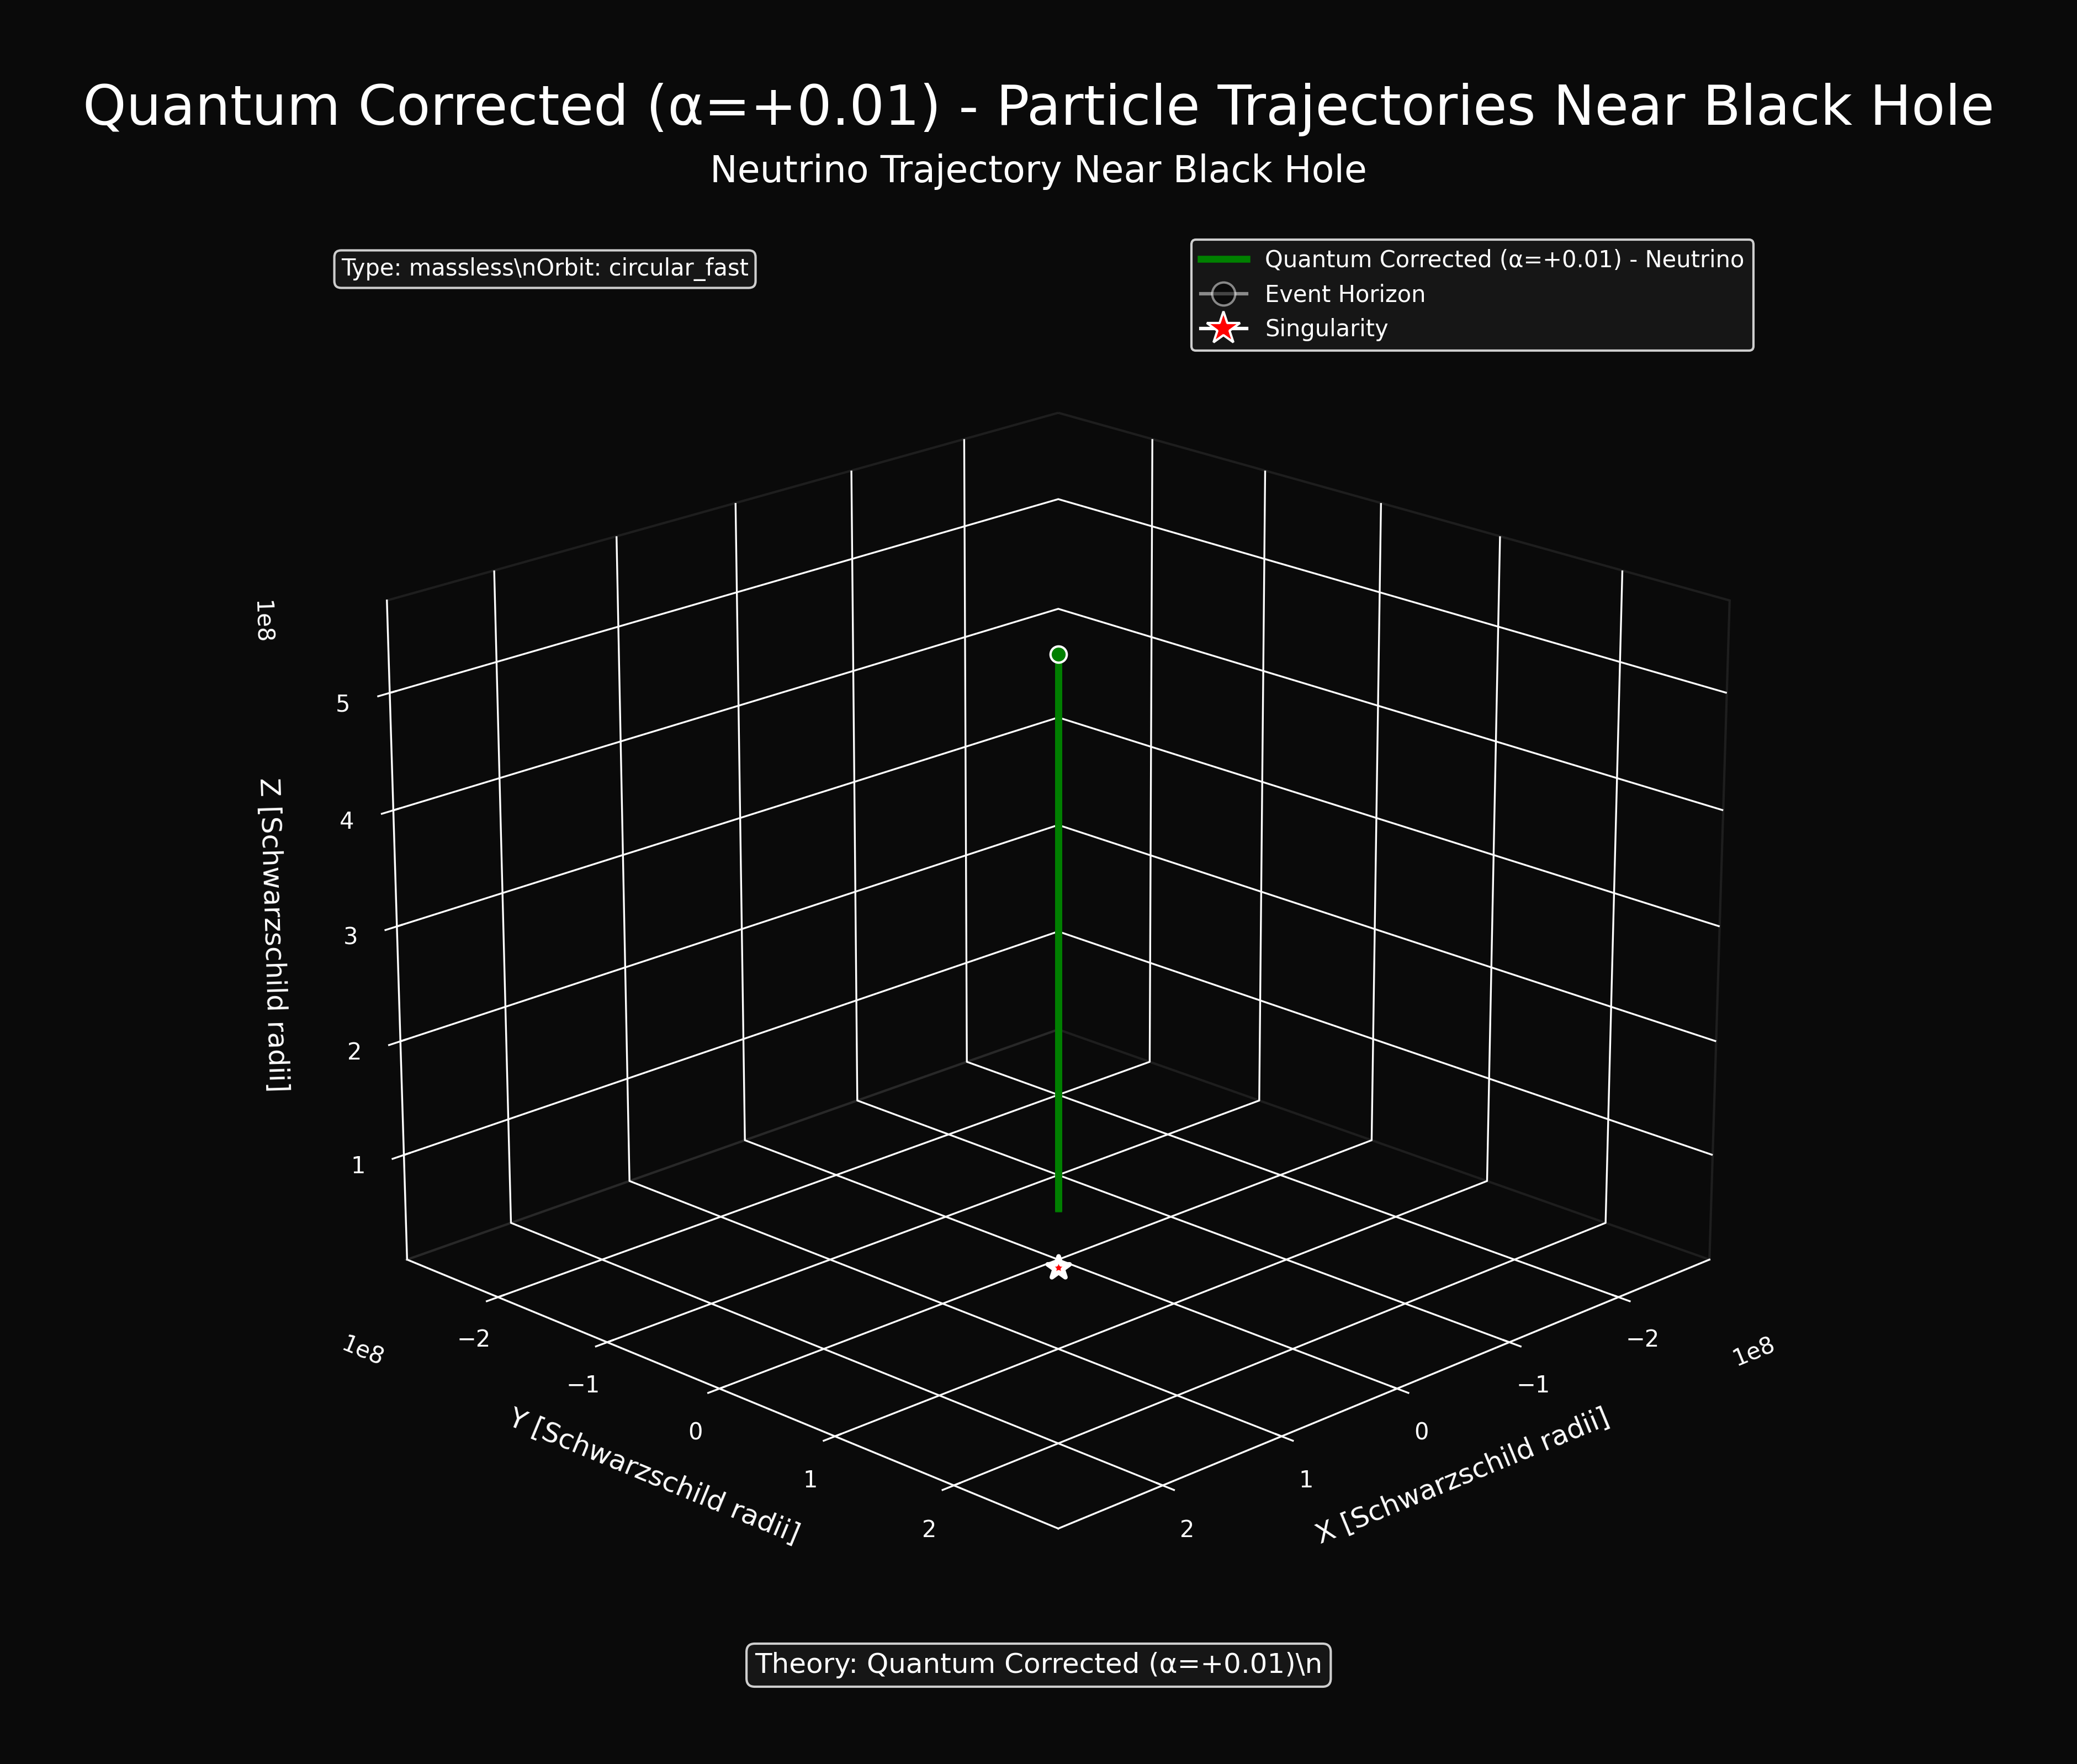 Quantum Corrected (α=+0.01) - Particle Trajectories Near Black Hole
Neutrino Trajectory Near Black Hole
Type: massless\nOrbit: circular_fast
Quantum Corrected (α=+0.01) - Neutrino
Event Horizon
Singularity
1e8
5
4
3
2
1
Z [Schwarzschild radii]
1e8
−2
−1
0
1
2
Y [Schwarzschild radii]
2
1
0
−1
−2
1e8
X [Schwarzschild radii]
Theory: Quantum Corrected (α=+0.01)\n